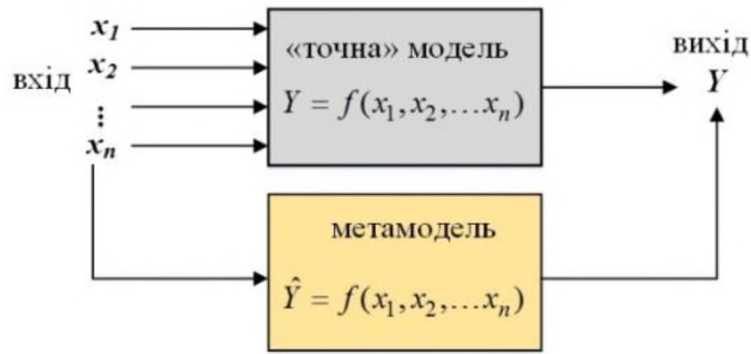 вхід
x₁
x₂
⋮
xₙ
«точна» модель
Y = f(x₁, x₂,…xₙ)
вихід
Y
метамодель
Ŷ = f(x₁, x₂,…xₙ)